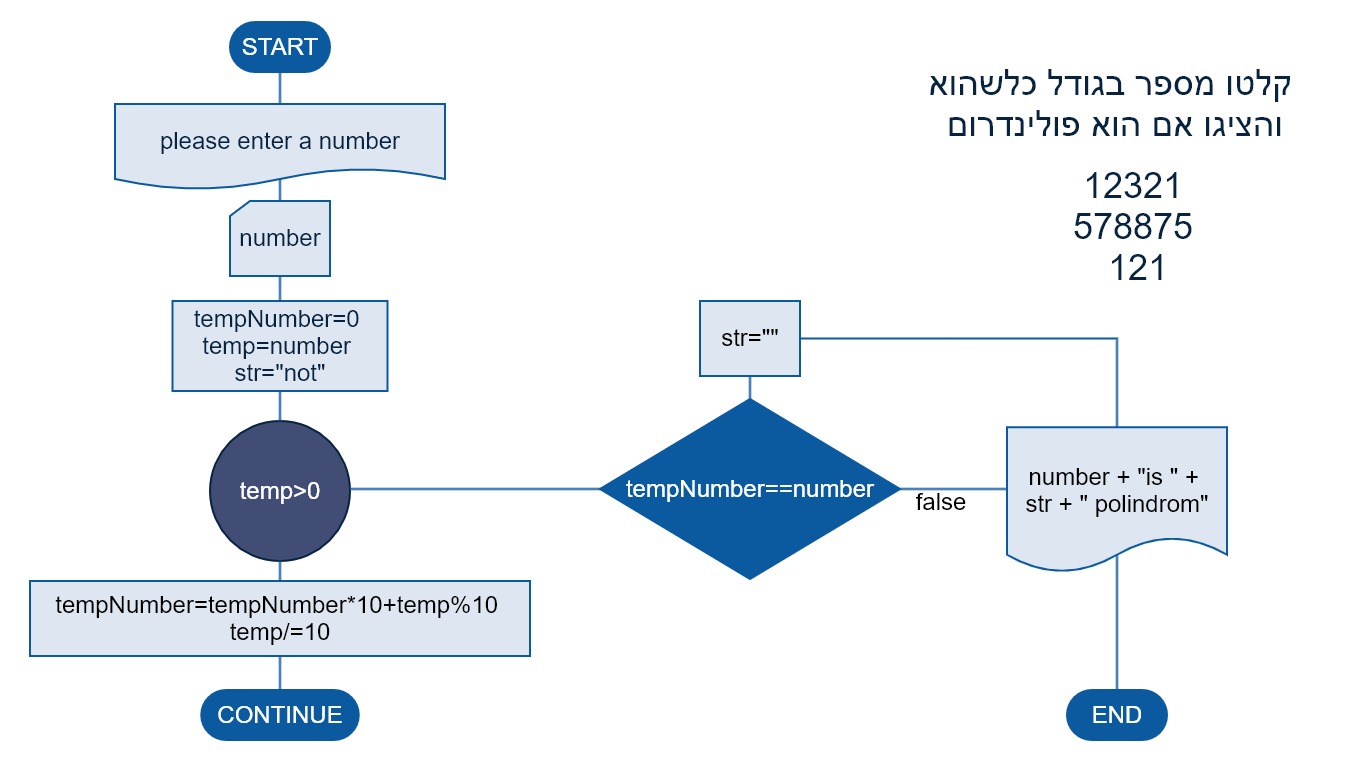 START
please enter a number
number
tempNumber=0
temp=number
str="not"
temp>0
tempNumber=tempNumber*10+temp%10
temp/=10
CONTINUE
קלטו מספר בגודל כלשהוא
והציגו אם הוא פולינדרום
12321
578875
121
str=""
tempNumber==number
false
number + "is " +
str + " polindrom"
END